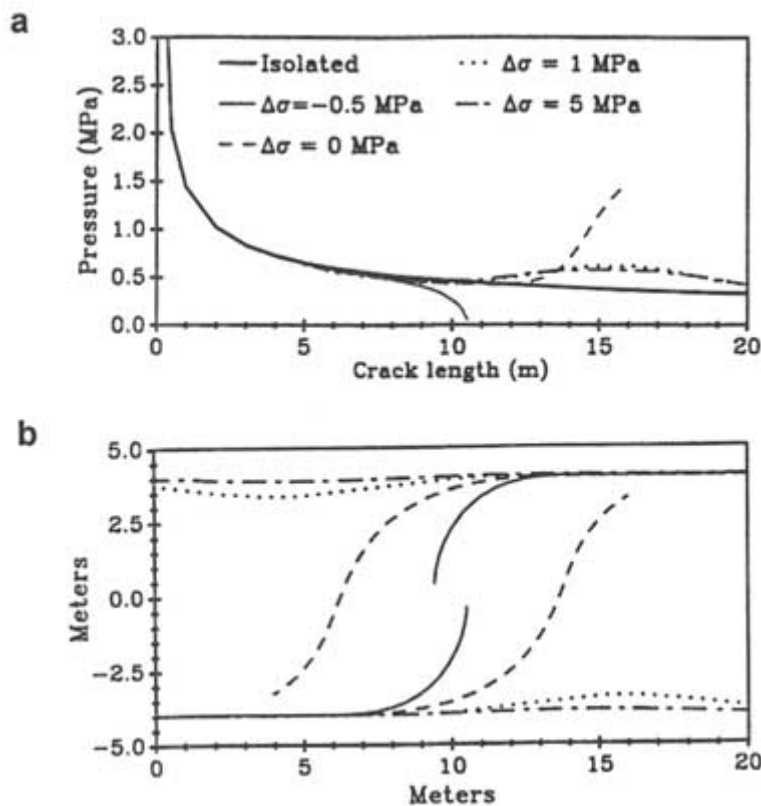 a
3.0
2.5
2.0
1.5
1.0
0.5
0.0
Pressure (MPa)
Isolated
Δσ = 1 MPa
Δσ=−0.5 MPa
Δσ = 5 MPa
Δσ = 0 MPa
0 5 10 15 20
Crack length (m)
b
5.0
2.5
0.0
−2.5
−5.0
Meters
0 5 10 15 20
Meters